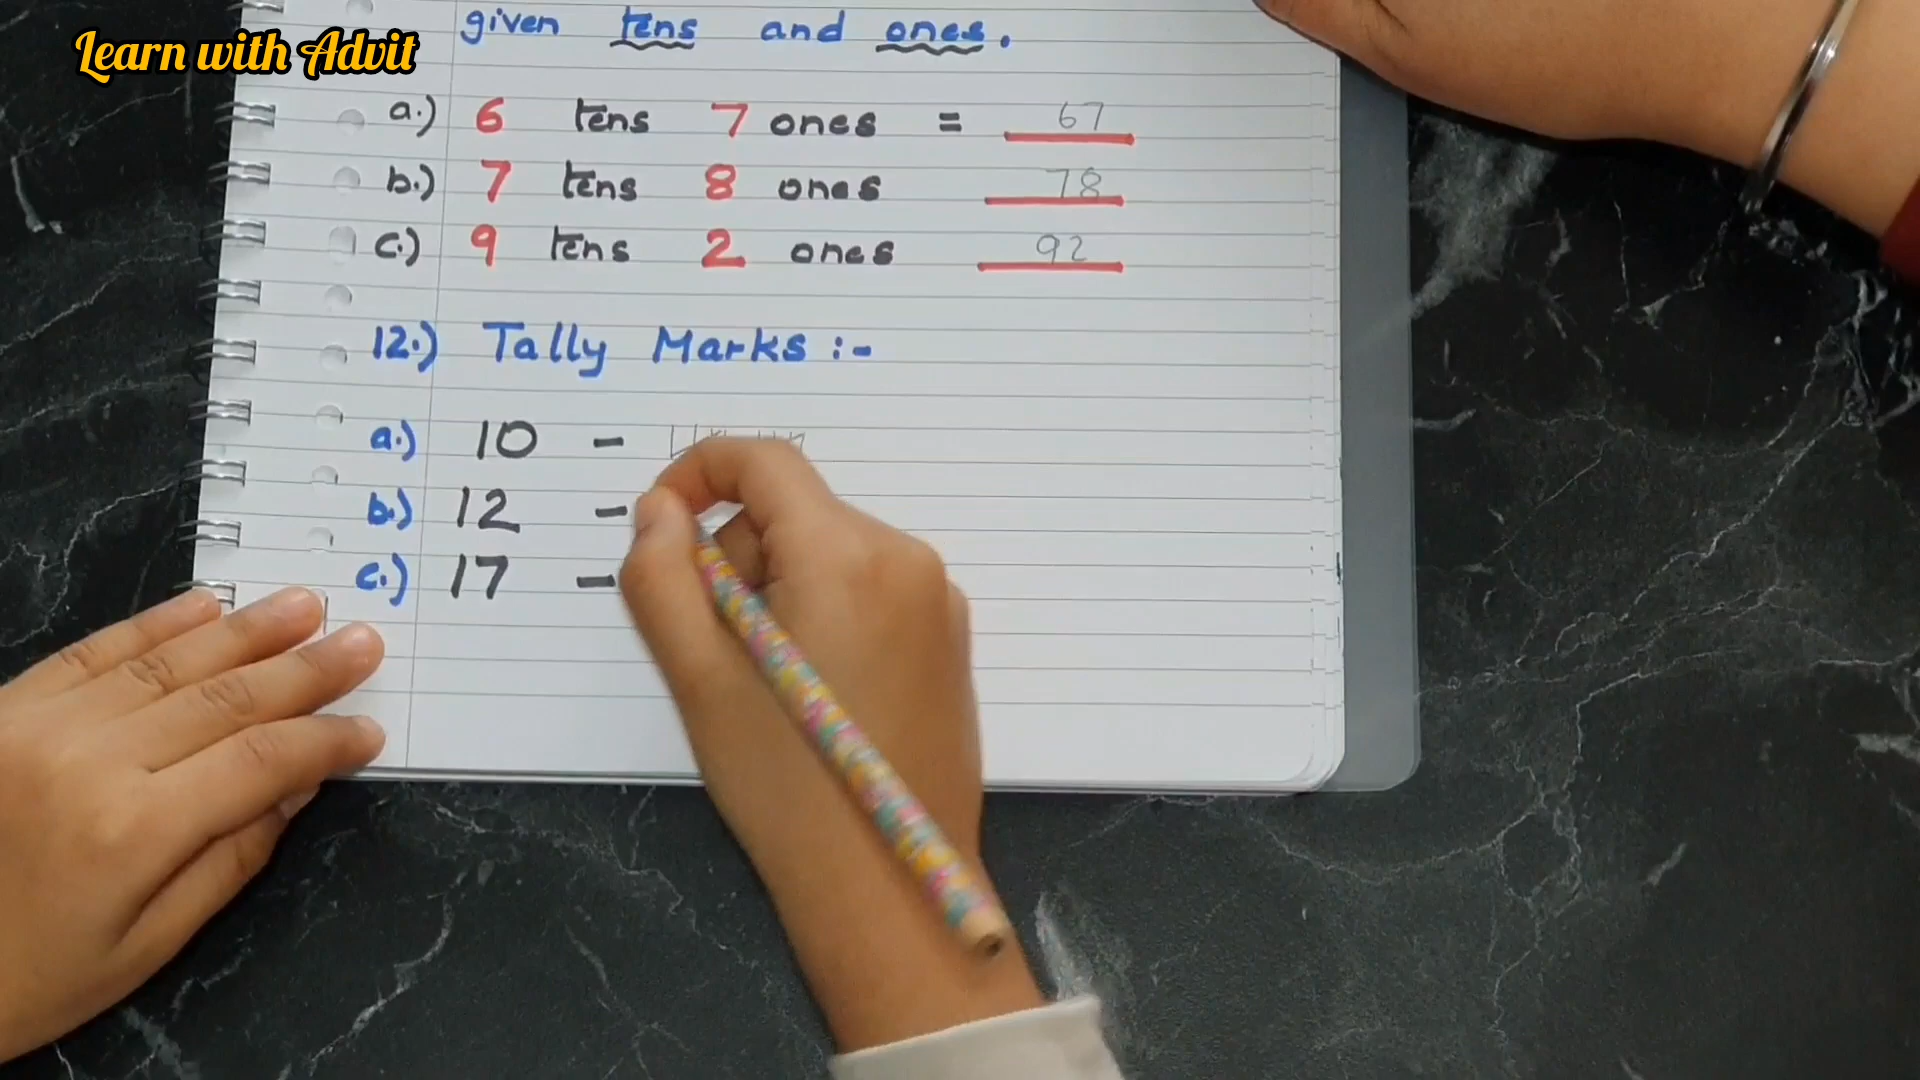 Learn with Advit
given tens and ones.
a.) 6 tens 7 ones = 67
b.) 7 tens 8 ones 78
c.) 9 tens 2 ones 92
12.) Tally Marks :-
a.) 10 -
b.) 12 -
c.) 17 -